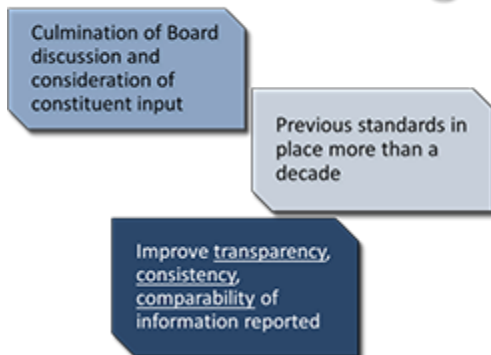 Culmination of Board
discussion and
consideration of
constituent input
Previous standards in
place more than a
decade
Improve transparency,
consistency,
comparability of
information reported